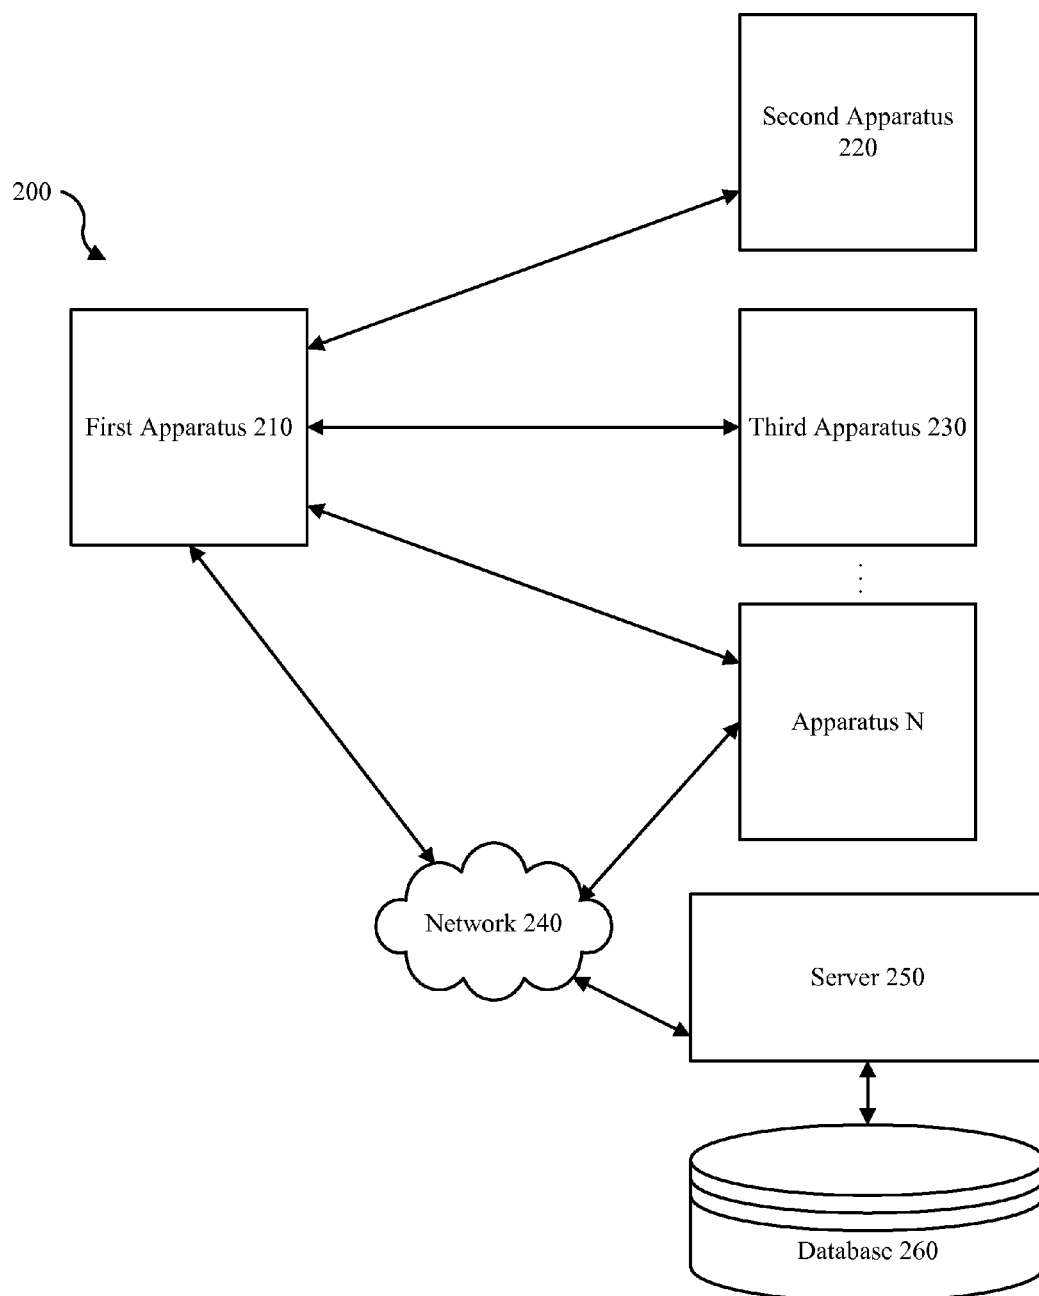 Second Apparatus
220
200
First Apparatus 210
Third Apparatus 230
Apparatus N
Network 240
Server 250
Database 260